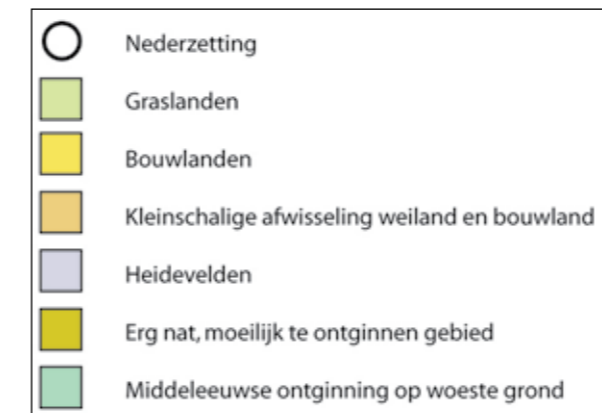 Nederzetting
Graslanden
Bouwlanden
Kleinschalige afwisseling weiland en bouwland
Heidevelden
Erg nat, moeilijk te ontginnen gebied
Middeleeuwse ontginning op woeste grond